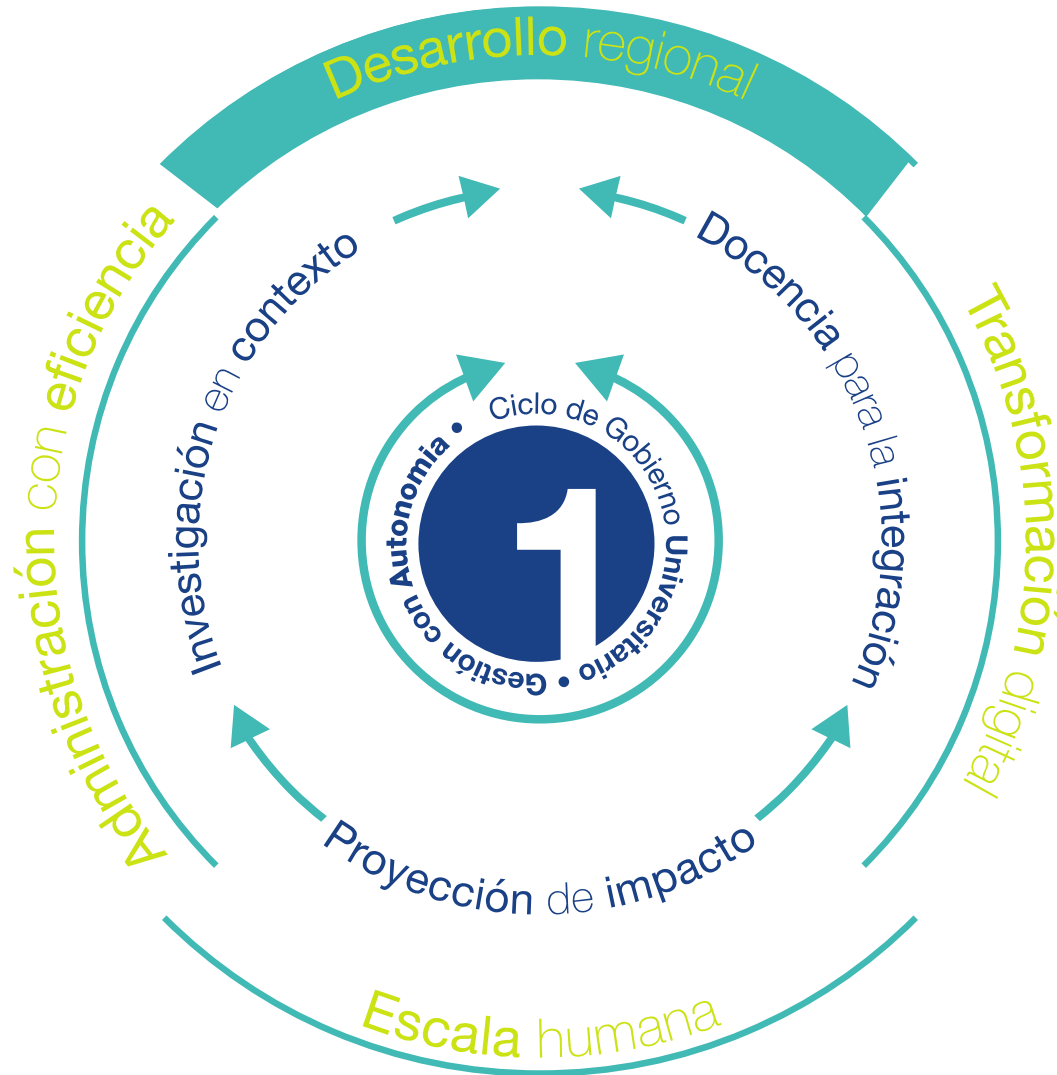 Desarrollo regional
Administración con eficiencia
Transformación digital
Escala humana
Investigación en contexto
Docencia para la integración
Proyección de impacto
Ciclo de Gobierno Universitario • Gestión con Autonomia •
1